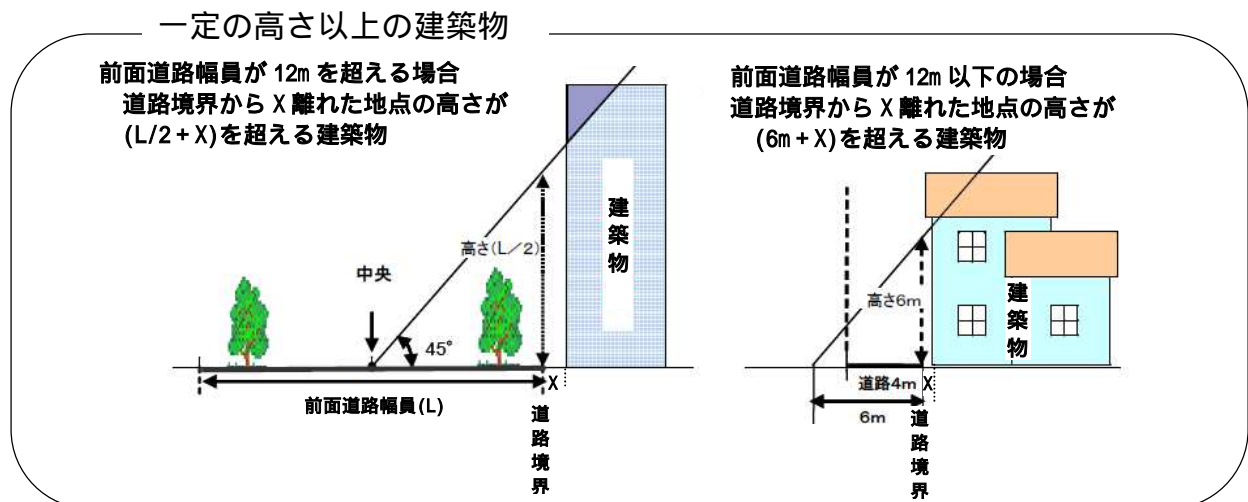 一定の高さ以上の建築物
前面道路幅員が 12m を超える場合
道路境界から X 離れた地点の高さが
(L/2 + X)を超える建築物
中央
45°
高さ(L/2)
建築物
X
前面道路幅員(L)
道路境界
前面道路幅員が 12m 以下の場合
道路境界から X 離れた地点の高さが
(6m + X)を超える建築物
高さ6m
建築物
道路4m
X
6m
道路境界